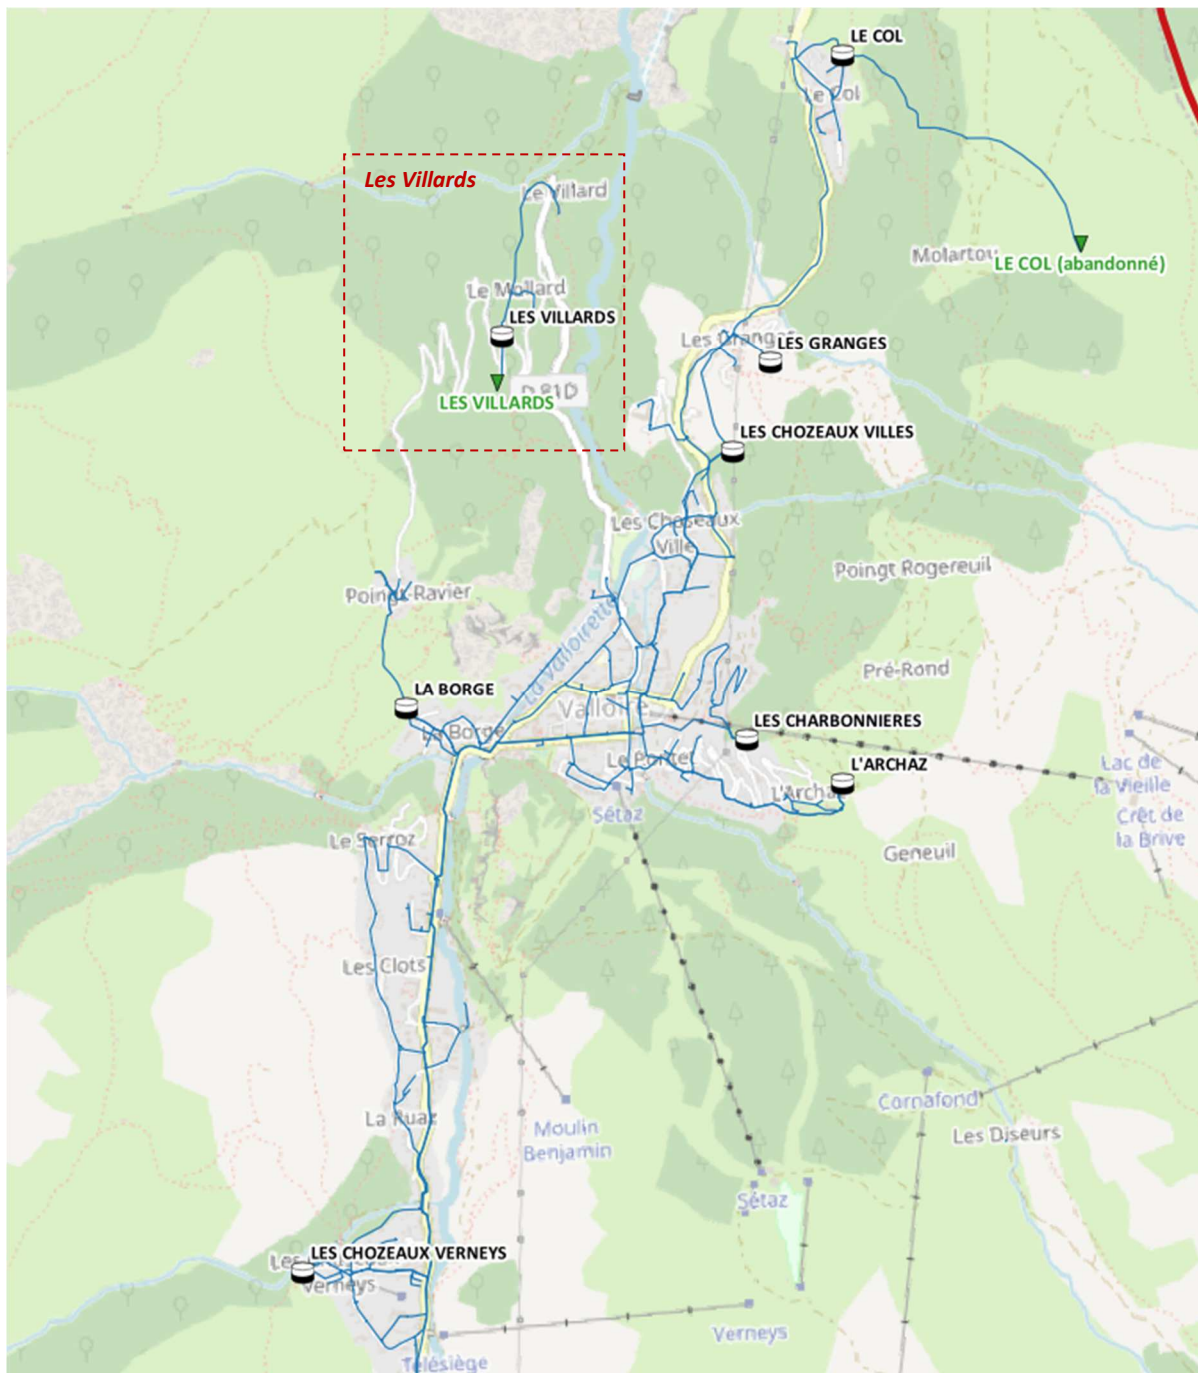 LE COL
Le Col
Les Villards
Le Villard
Molartou
LE COL (abandonné)
Le Mollard
LES VILLARDS
Les Granges
LES GRANGES
D 81D
LES VILLARDS
LES CHOZEAUX VILLES
Les Choseaux
Ville
Poingt Rogereuil
Poingt-Ravier
La Valloirette
Pré-Rond
LA BORGE
Valloire
LES CHARBONNIERES
La Borge
Le Ponte
L'ARCHAZ
L'Archaz
Lac de
la Vieille
Sétaz
Crêt de
la Brive
Le Serroz
Geneuil
Les Clots
Cornafond
La Ruaz
Moulin
Benjamin
Les Diseurs
Sétaz
LES CHOZEAUX VERNEYS
Verneys
Verneys
Télésiège